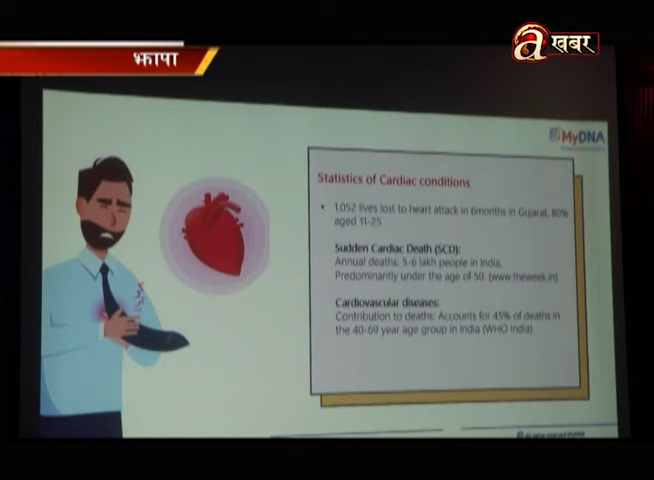 a खबर
झापा
MyDNA
Statistics of Cardiac conditions
• 1,052 lives lost to heart attack in 6months in Gujarat, 80%
aged 11-25
Sudden Cardiac Death (SCD):
Annual deaths: 5-6 lakh people in India.
Predominantly under the age of 50. (www.theweek.in)
Cardiovascular diseases:
Contribution to deaths: Accounts for 45% of deaths in
the 40-69 year age group in India (WHO India)